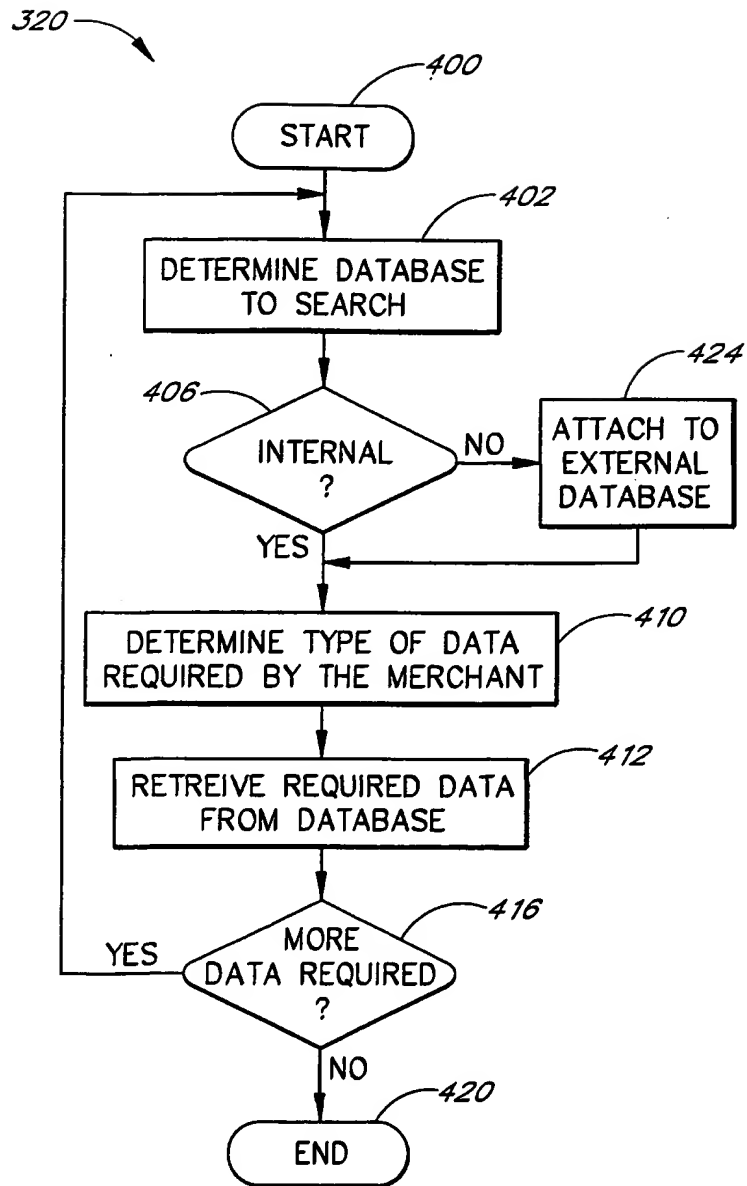 320
400
START
402
DETERMINE DATABASE
TO SEARCH
424
406
INTERNAL
?
NO
ATTACH TO
EXTERNAL
DATABASE
YES
410
DETERMINE TYPE OF DATA
REQUIRED BY THE MERCHANT
412
RETREIVE REQUIRED DATA
FROM DATABASE
416
YES
MORE
DATA REQUIRED
?
NO
420
END